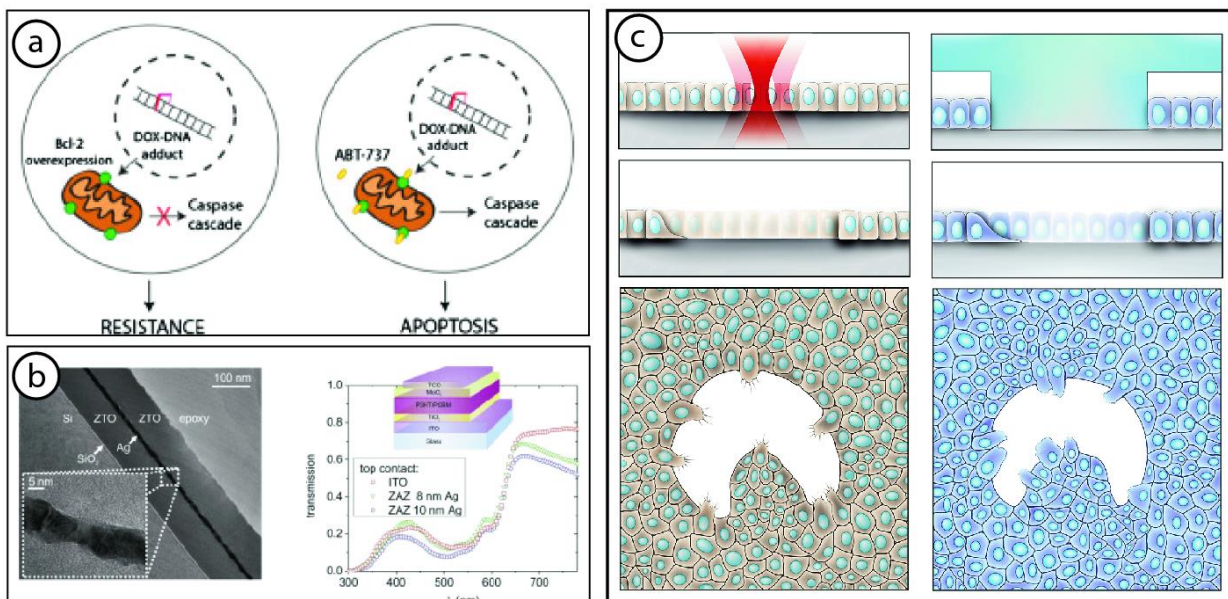 a
DOX-DNA
adduct
Bcl-2
overexpression
Caspase
cascade
RESISTANCE
DOX-DNA
adduct
ABT-737
Caspase
cascade
APOPTOSIS
b
100 nm
Si
ZTO
ZTO
epoxy
Ag
SiO
5 nm
transmission
1.0
0.8
0.6
0.4
0.2
0.0
300
400
500
600
700
TCO
MoO
P3HT:PCBM
TiO
ITO
Glass
top contact:
ITO
ZAZ 8 nm Ag
ZAZ 10 nm Ag
c